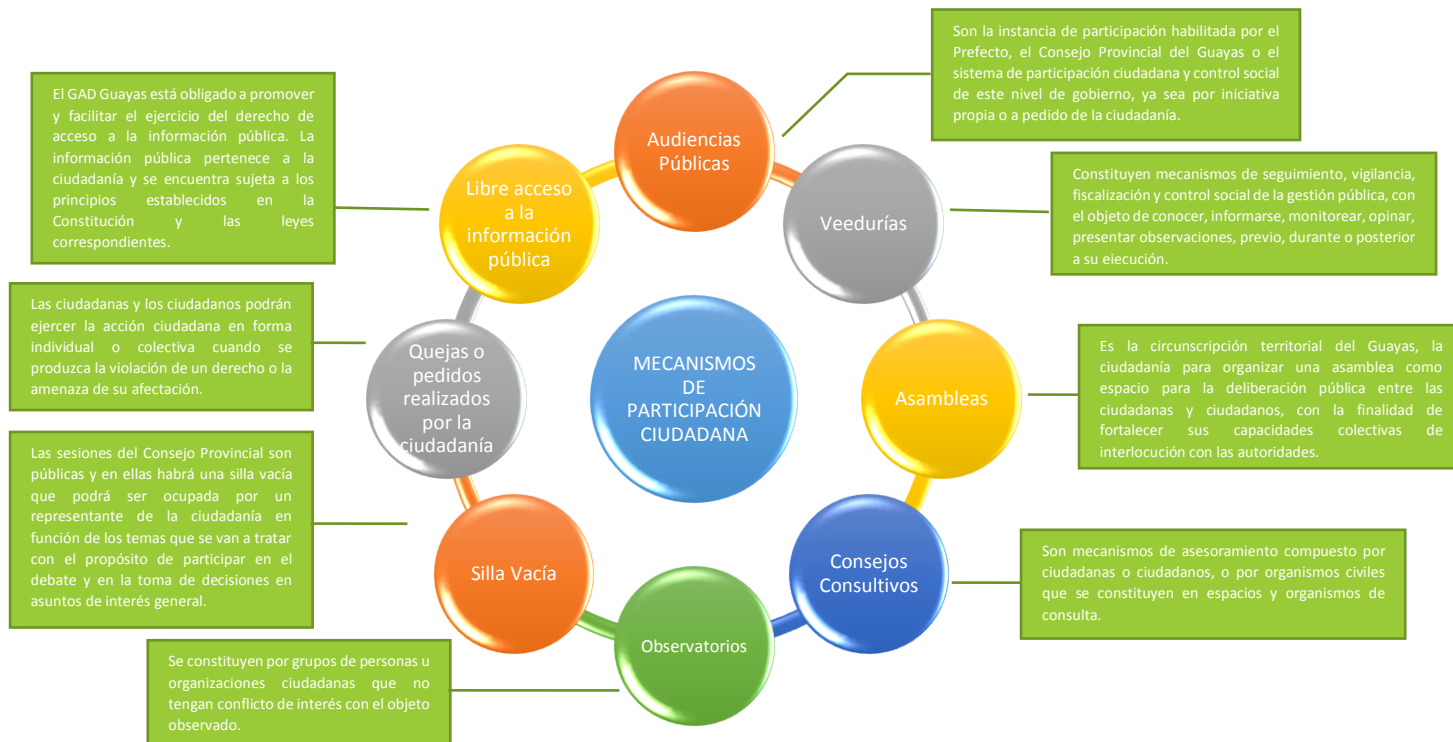 Son la instancia de participación habilitada por el
Prefecto, el Consejo Provincial del Guayas o el
sistema de participación ciudadana y control social
de este nivel de gobierno, ya sea por iniciativa
propia o a pedido de la ciudadanía.
El GAD Guayas está obligado a promover
y facilitar el ejercicio del derecho de
acceso a la información pública. La
información pública pertenece a la
ciudadanía y se encuentra sujeta a los
principios establecidos en la
Constitución y las leyes
correspondientes.
Audiencias
Públicas
Libre acceso
a la
información
pública
Veedurías
Constituyen mecanismos de seguimiento, vigilancia,
fiscalización y control social de la gestión pública, con
el objeto de conocer, informarse, monitorear, opinar,
presentar observaciones, previo, durante o posterior
a su ejecución.
Las ciudadanas y los ciudadanos podrán
ejercer la acción ciudadana en forma
individual o colectiva cuando se
produzca la violación de un derecho o la
amenaza de su afectación.
Quejas o
pedidos
realizados
por la
ciudadanía
MECANISMOS
DE
PARTICIPACIÓN
CIUDADANA
Asambleas
Es la circunscripción territorial del Guayas, la
ciudadanía para organizar una asamblea como
espacio para la deliberación pública entre las
ciudadanas y ciudadanos, con la finalidad de
fortalecer sus capacidades colectivas de
interlocución con las autoridades.
Las sesiones del Consejo Provincial son
públicas y en ellas habrá una silla vacía
que podrá ser ocupada por un
representante de la ciudadanía en
función de los temas que se van a tratar
con el propósito de participar en el
debate y en la toma de decisiones en
asuntos de interés general.
Silla Vacía
Consejos
Consultivos
Son mecanismos de asesoramiento compuesto por
ciudadanas o ciudadanos, o por organismos civiles
que se constituyen en espacios y organismos de
consulta.
Observatorios
Se constituyen por grupos de personas u
organizaciones ciudadanas que no
tengan conflicto de interés con el objeto
observado.